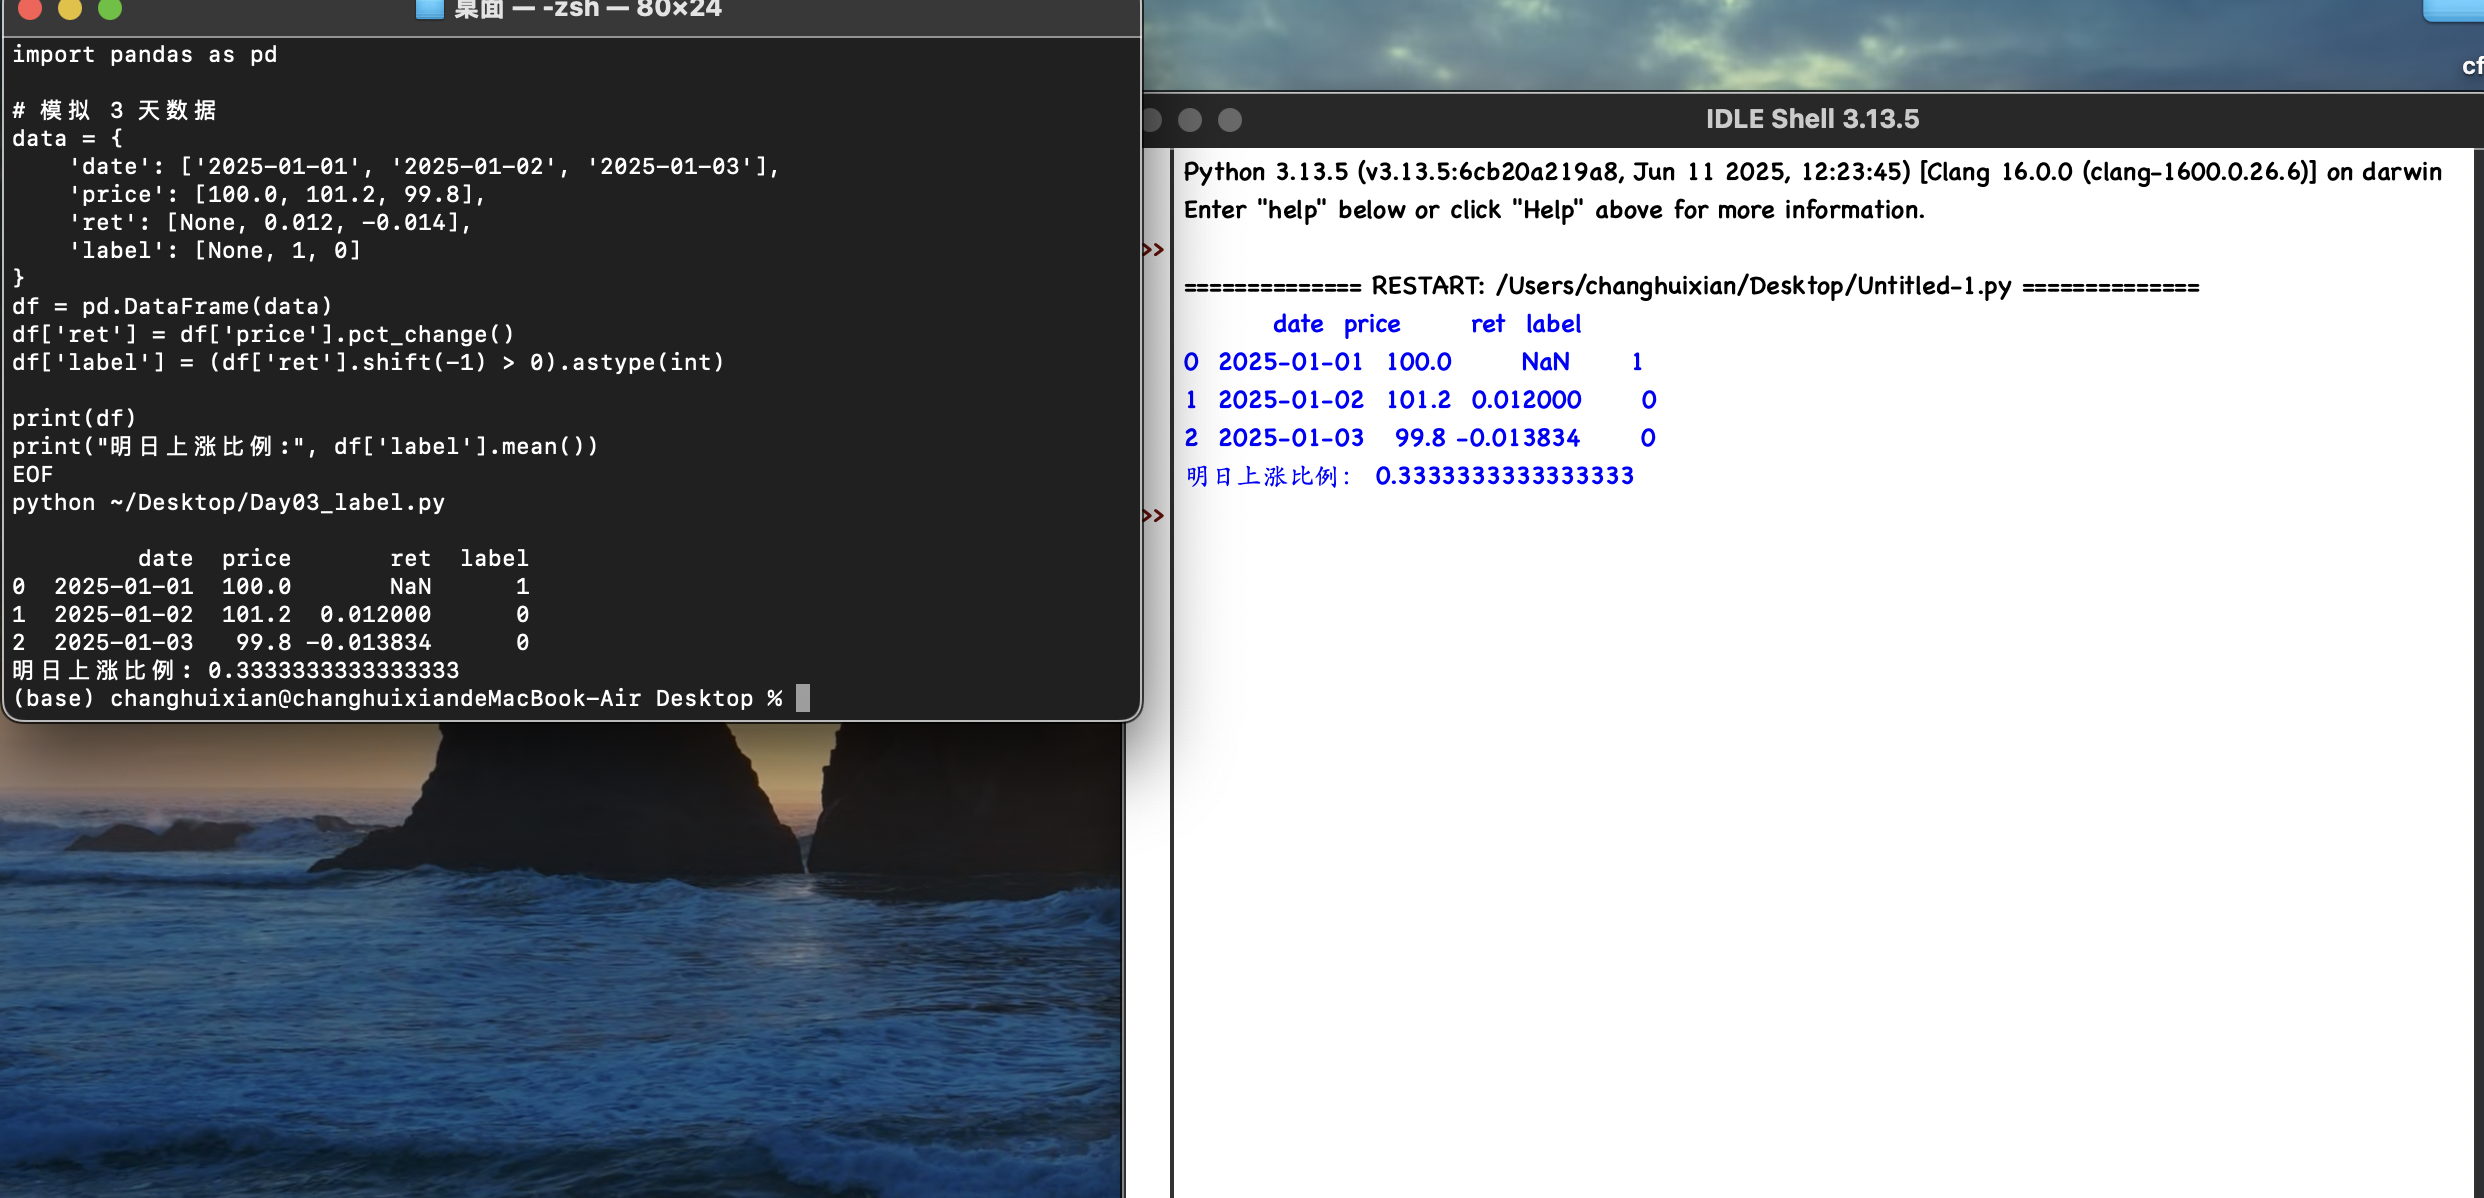 桌面 — -zsh — 80×24
import pandas as pd
# 模拟 3 天数据
data = {
    'date': ['2025-01-01', '2025-01-02', '2025-01-03'],
    'price': [100.0, 101.2, 99.8],
    'ret': [None, 0.012, -0.014],
    'label': [None, 1, 0]
}
df = pd.DataFrame(data)
df['ret'] = df['price'].pct_change()
df['label'] = (df['ret'].shift(-1) > 0).astype(int)
print(df)
print("明日上涨比例:", df['label'].mean())
EOF
python ~/Desktop/Day03_label.py
         date  price       ret  label
0  2025-01-01  100.0       NaN      1
1  2025-01-02  101.2  0.012000      0
2  2025-01-03   99.8 -0.013834      0
明日上涨比例: 0.3333333333333333
(base) changhuixian@changhuixiandeMacBook-Air Desktop %
cf
IDLE Shell 3.13.5
Python 3.13.5 (v3.13.5:6cb20a219a8, Jun 11 2025, 12:23:45) [Clang 16.0.0 (clang-1600.0.26.6)] on darwin
Enter "help" below or click "Help" above for more information.
>>
============== RESTART: /Users/changhuixian/Desktop/Untitled-1.py ==============
         date  price       ret  label
0  2025-01-01  100.0       NaN      1
1  2025-01-02  101.2  0.012000      0
2  2025-01-03   99.8 -0.013834      0
明日上涨比例: 0.3333333333333333
>>